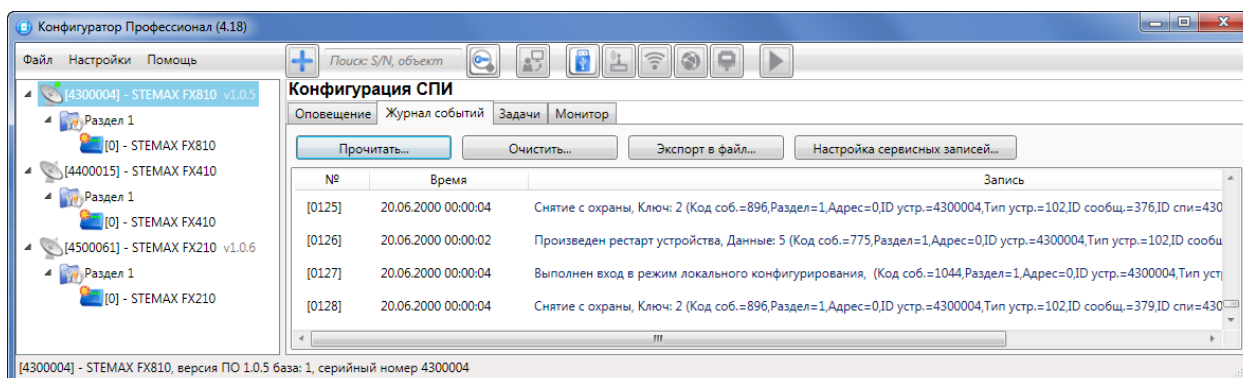 Конфигуратор Профессионал (4.18)
Файл Настройки Помощь Поиск: S/N, объект
[4300004] - STEMAX FX810 v1.0.5
Раздел 1
[0] - STEMAX FX810
[4400015] - STEMAX FX410
Раздел 1
[0] - STEMAX FX410
[4500061] - STEMAX FX210 v1.0.6
Раздел 1
[0] - STEMAX FX210
Конфигурация СПИ
Оповещение Журнал событий Задачи Монитор
Прочитать... Очистить... Экспорт в файл... Настройка сервисных записей...
№ Время Запись
[0125] 20.06.2000 00:00:04 Снятие с охраны, Ключ: 2 (Код соб.=896,Раздел=1,Адрес=0,ID устр.=4300004,Тип устр.=102,ID сообщ.=376,ID спи=430
[0126] 20.06.2000 00:00:02 Произведен рестарт устройства, Данные: 5 (Код соб.=775,Раздел=1,Адрес=0,ID устр.=4300004,Тип устр.=102,ID сообщ
[0127] 20.06.2000 00:00:04 Выполнен вход в режим локального конфигурирования, (Код соб.=1044,Раздел=1,Адрес=0,ID устр.=4300004,Тип уст
[0128] 20.06.2000 00:00:04 Снятие с охраны, Ключ: 2 (Код соб.=896,Раздел=1,Адрес=0,ID устр.=4300004,Тип устр.=102,ID сообщ.=379,ID спи=430
[4300004] - STEMAX FX810, версия ПО 1.0.5 база: 1, серийный номер 4300004